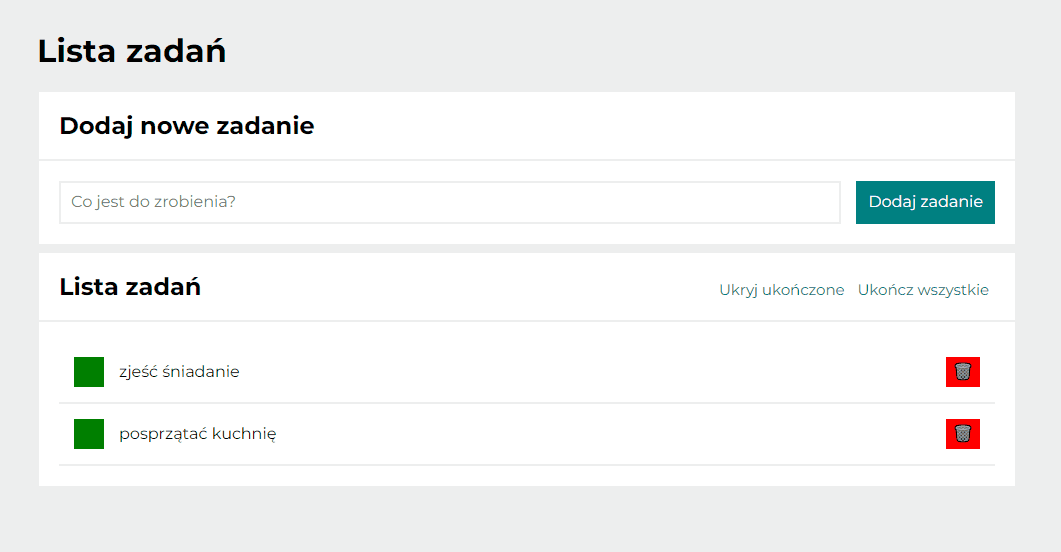 Lista zadań
Dodaj nowe zadanie
Co jest do zrobienia?
Dodaj zadanie
Lista zadań
Ukryj ukończone
Ukończ wszystkie
zjeść śniadanie
posprzątać kuchnię